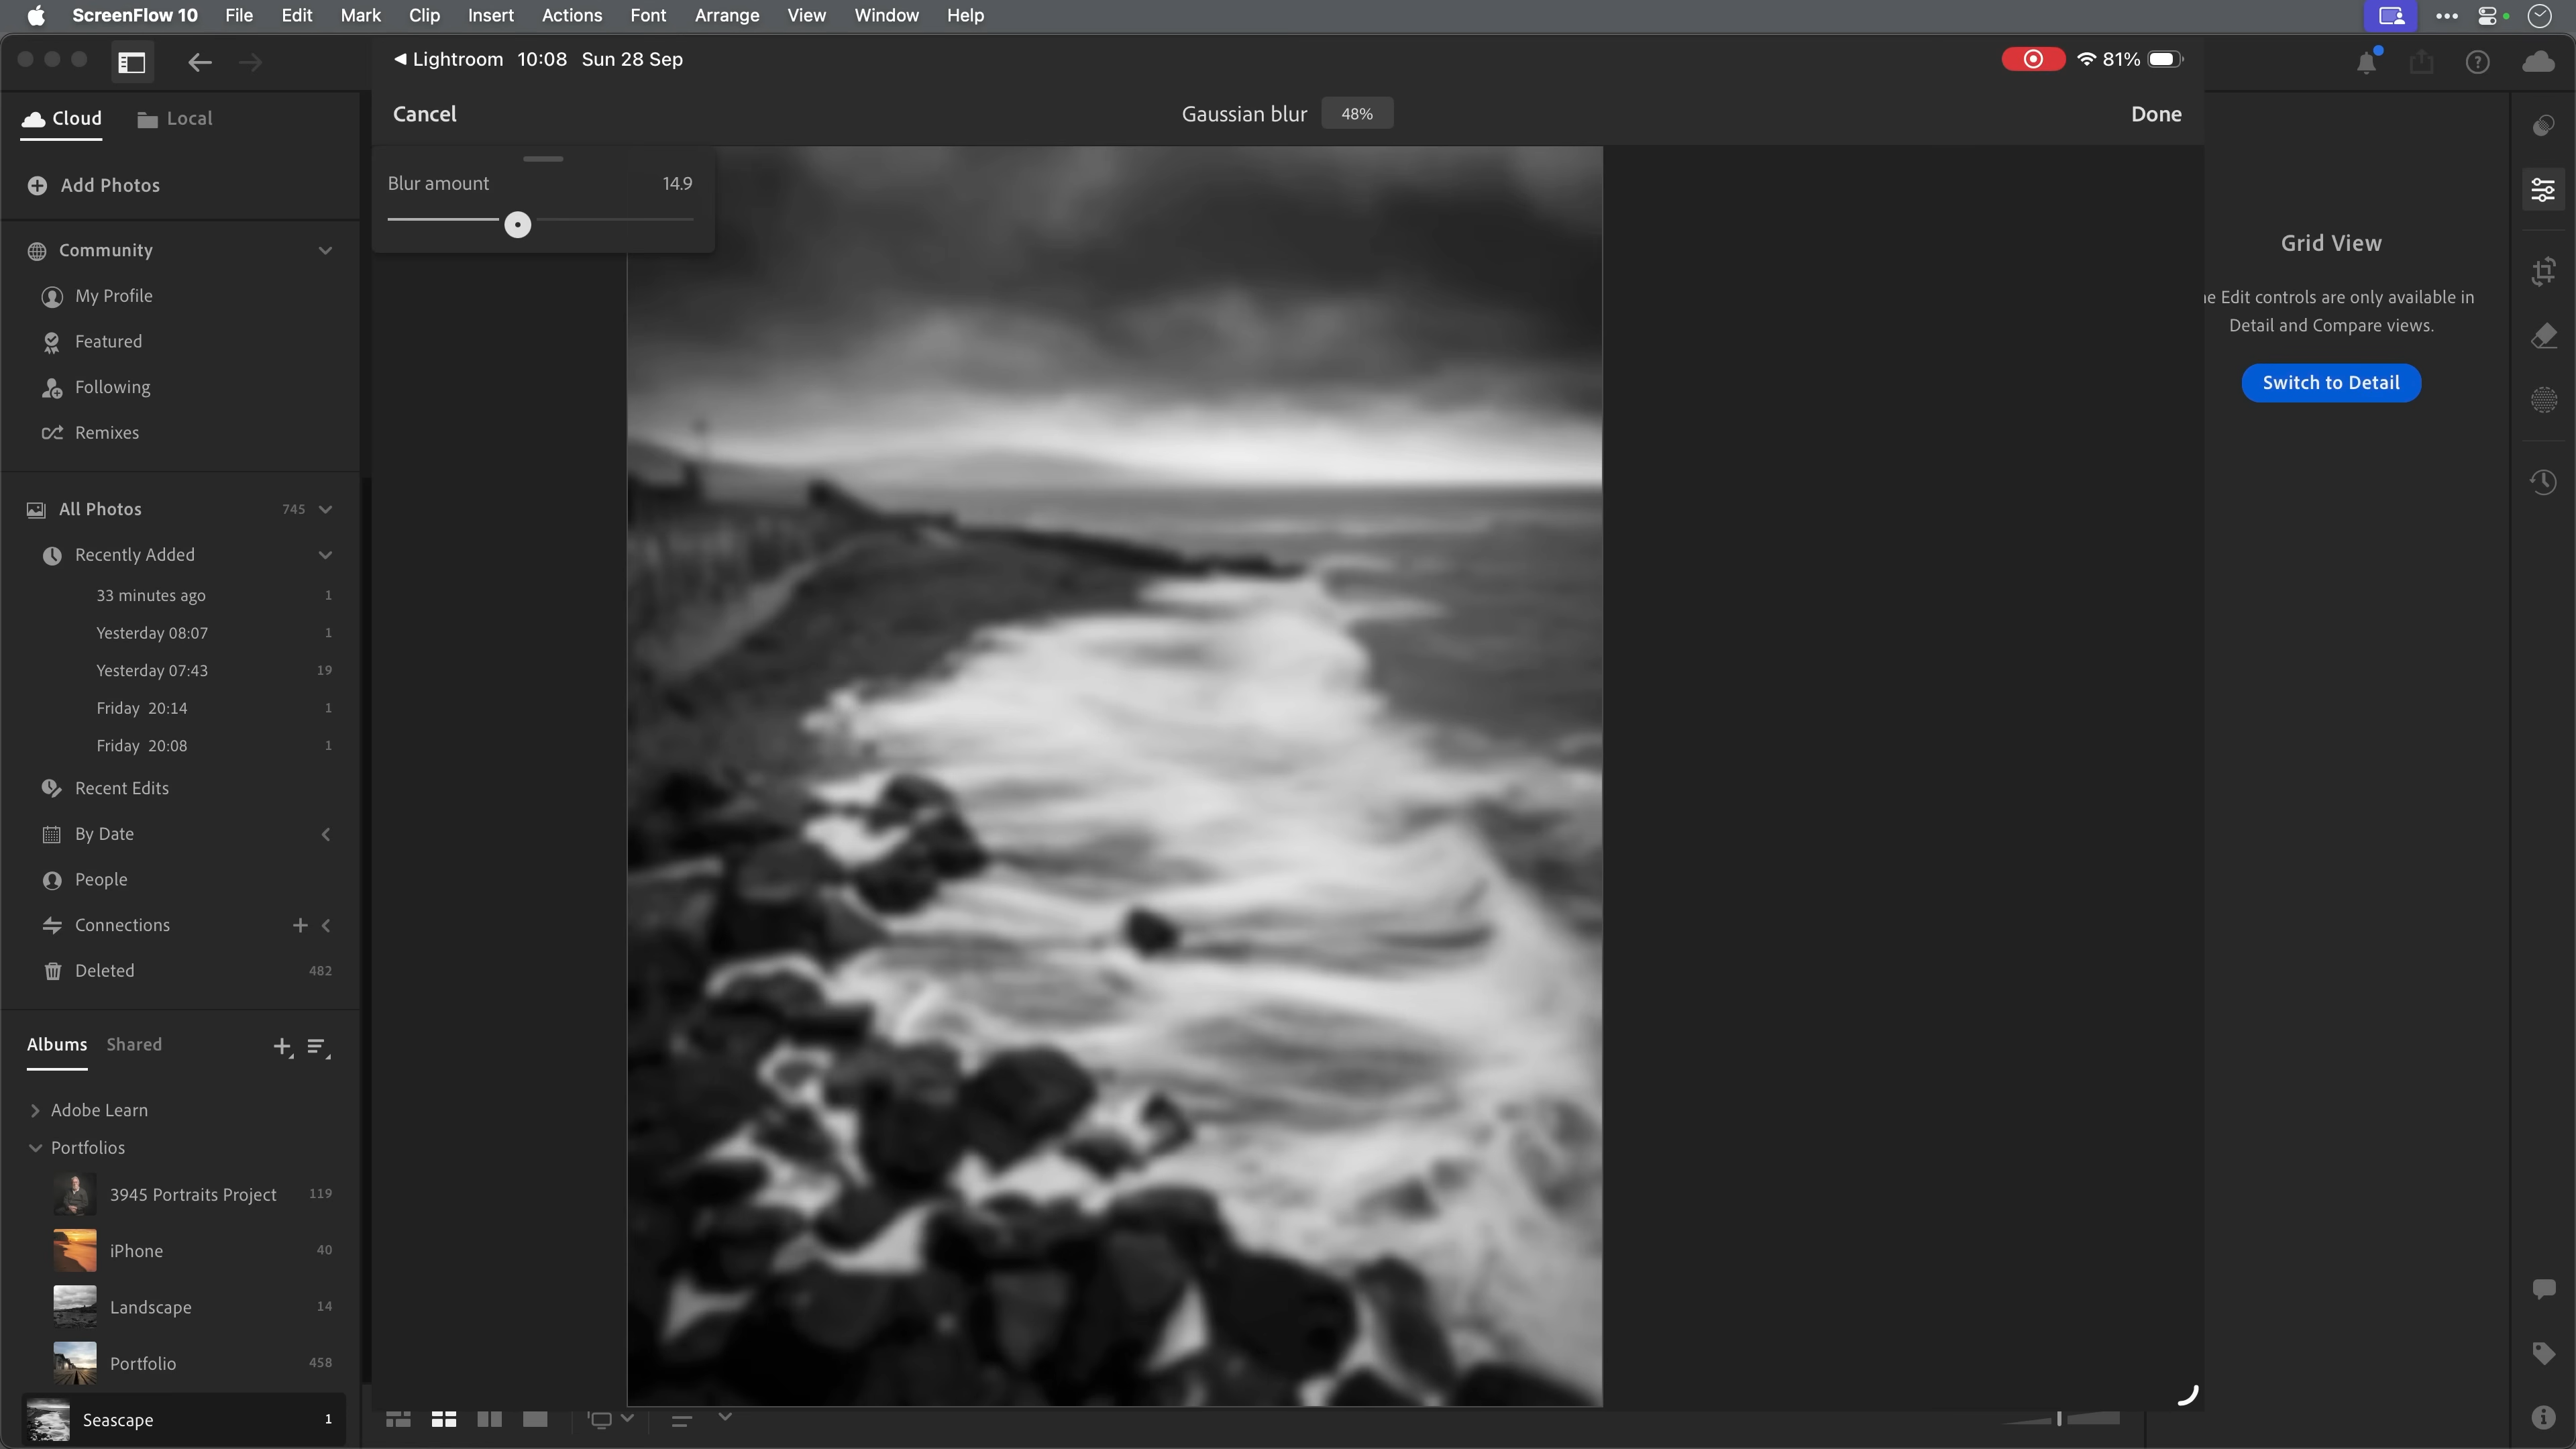 ScreenFlow 10 File Edit Mark Clip Insert Actions Font Arrange View Window Help
Lightroom 10:08 Sun 28 Sep
81%
Cloud Local
Cancel
Gaussian blur 48%
Done
Add Photos
Blur amount 14.9
Community
My Profile
Featured
Following
Remixes
Grid View
Edit controls are only available in
Detail and Compare views.
Switch to Detail
All Photos 745
Recently Added
33 minutes ago 1
Yesterday 08:07 1
Yesterday 07:43 19
Friday 20:14 1
Friday 20:08 1
Recent Edits
By Date
People
Connections
Deleted 482
Albums Shared
Adobe Learn
Portfolios
3945 Portraits Project 119
iPhone 40
Landscape 14
Portfolio 458
Seascape 1